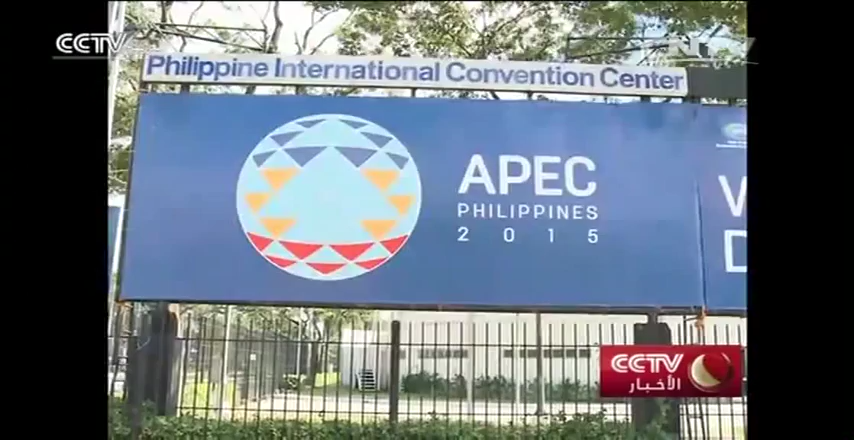 CCTV
Philippine International Convention Center
APEC
PHILIPPINES
2015
CCTV
الأخبار